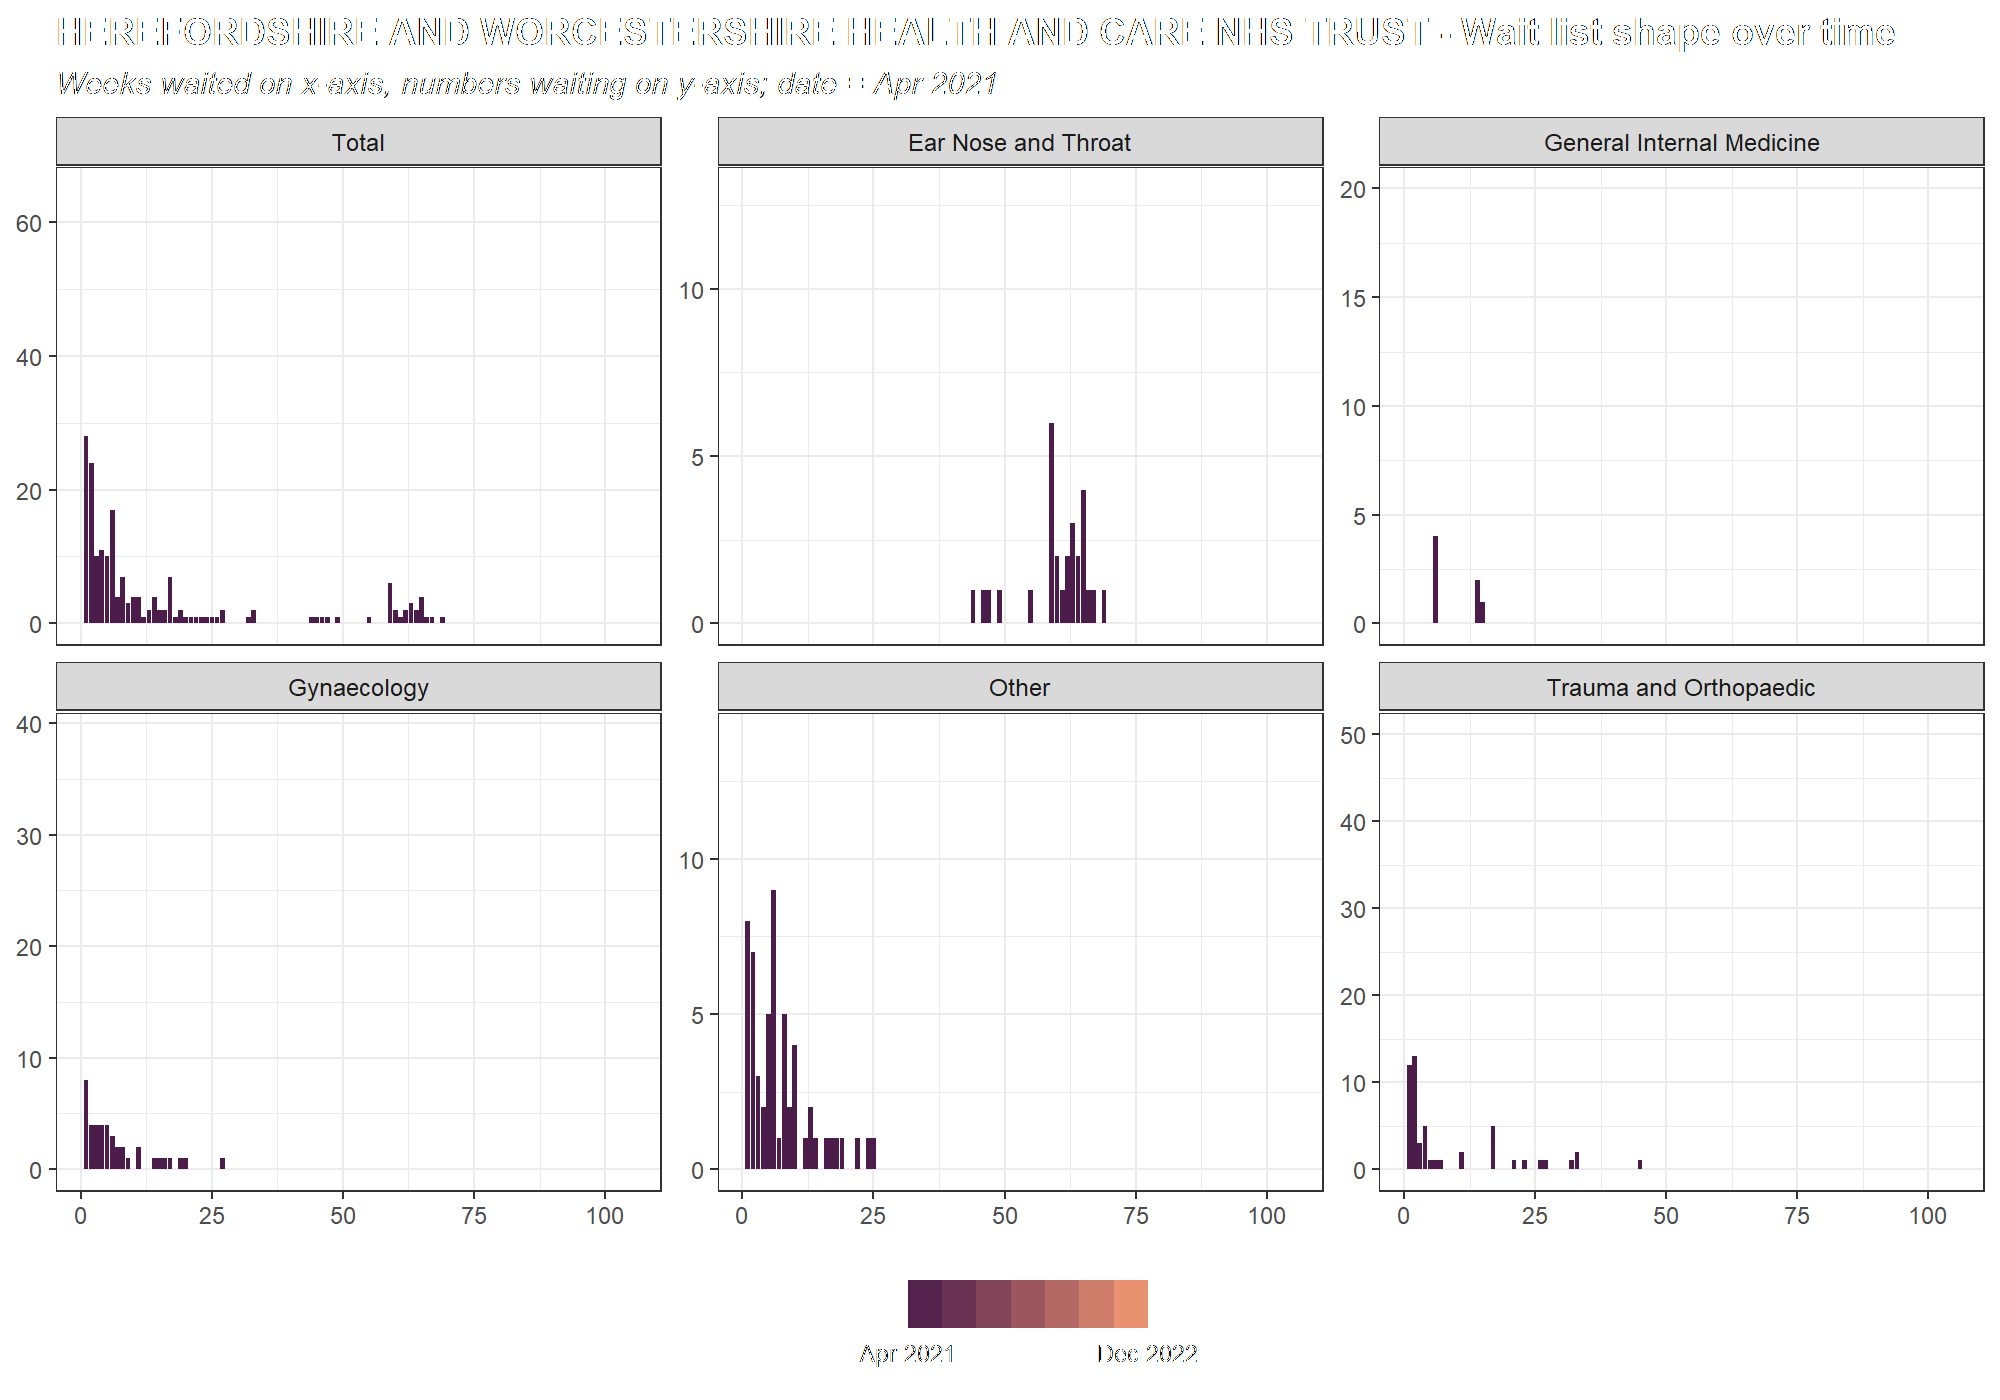 HEREFORDSHIRE AND WORCESTERSHIRE HEALTH AND CARE NHS TRUST - Wait list shape over time
Weeks waited on x-axis, numbers waiting on y-axis; date = Apr 2021
Total
Ear Nose and Throat
General Internal Medicine
60
40
20
0
10
5
0
20
15
10
5
0
Gynaecology
Other
Trauma and Orthopaedic
40
30
20
10
0
10
5
0
50
40
30
20
10
0
0 25 50 75 100
0 25 50 75 100
0 25 50 75 100
Apr 2021
Dec 2022